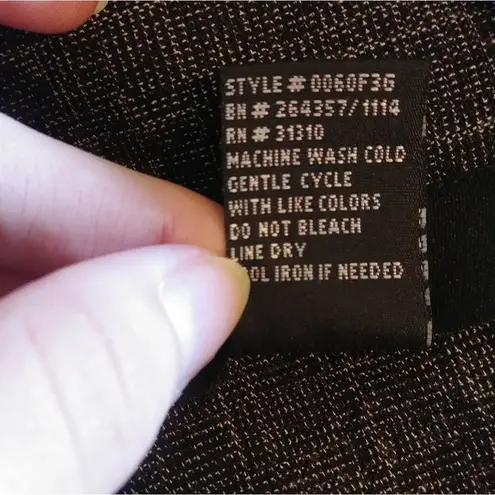 STYLE # 0060F3G
BN # 264357/1114
RN # 31310
MACHINE WASH COLD
GENTLE CYCLE
WITH LIKE COLORS
DO NOT BLEACH
LINE DRY
OOL IRON IF NEEDED